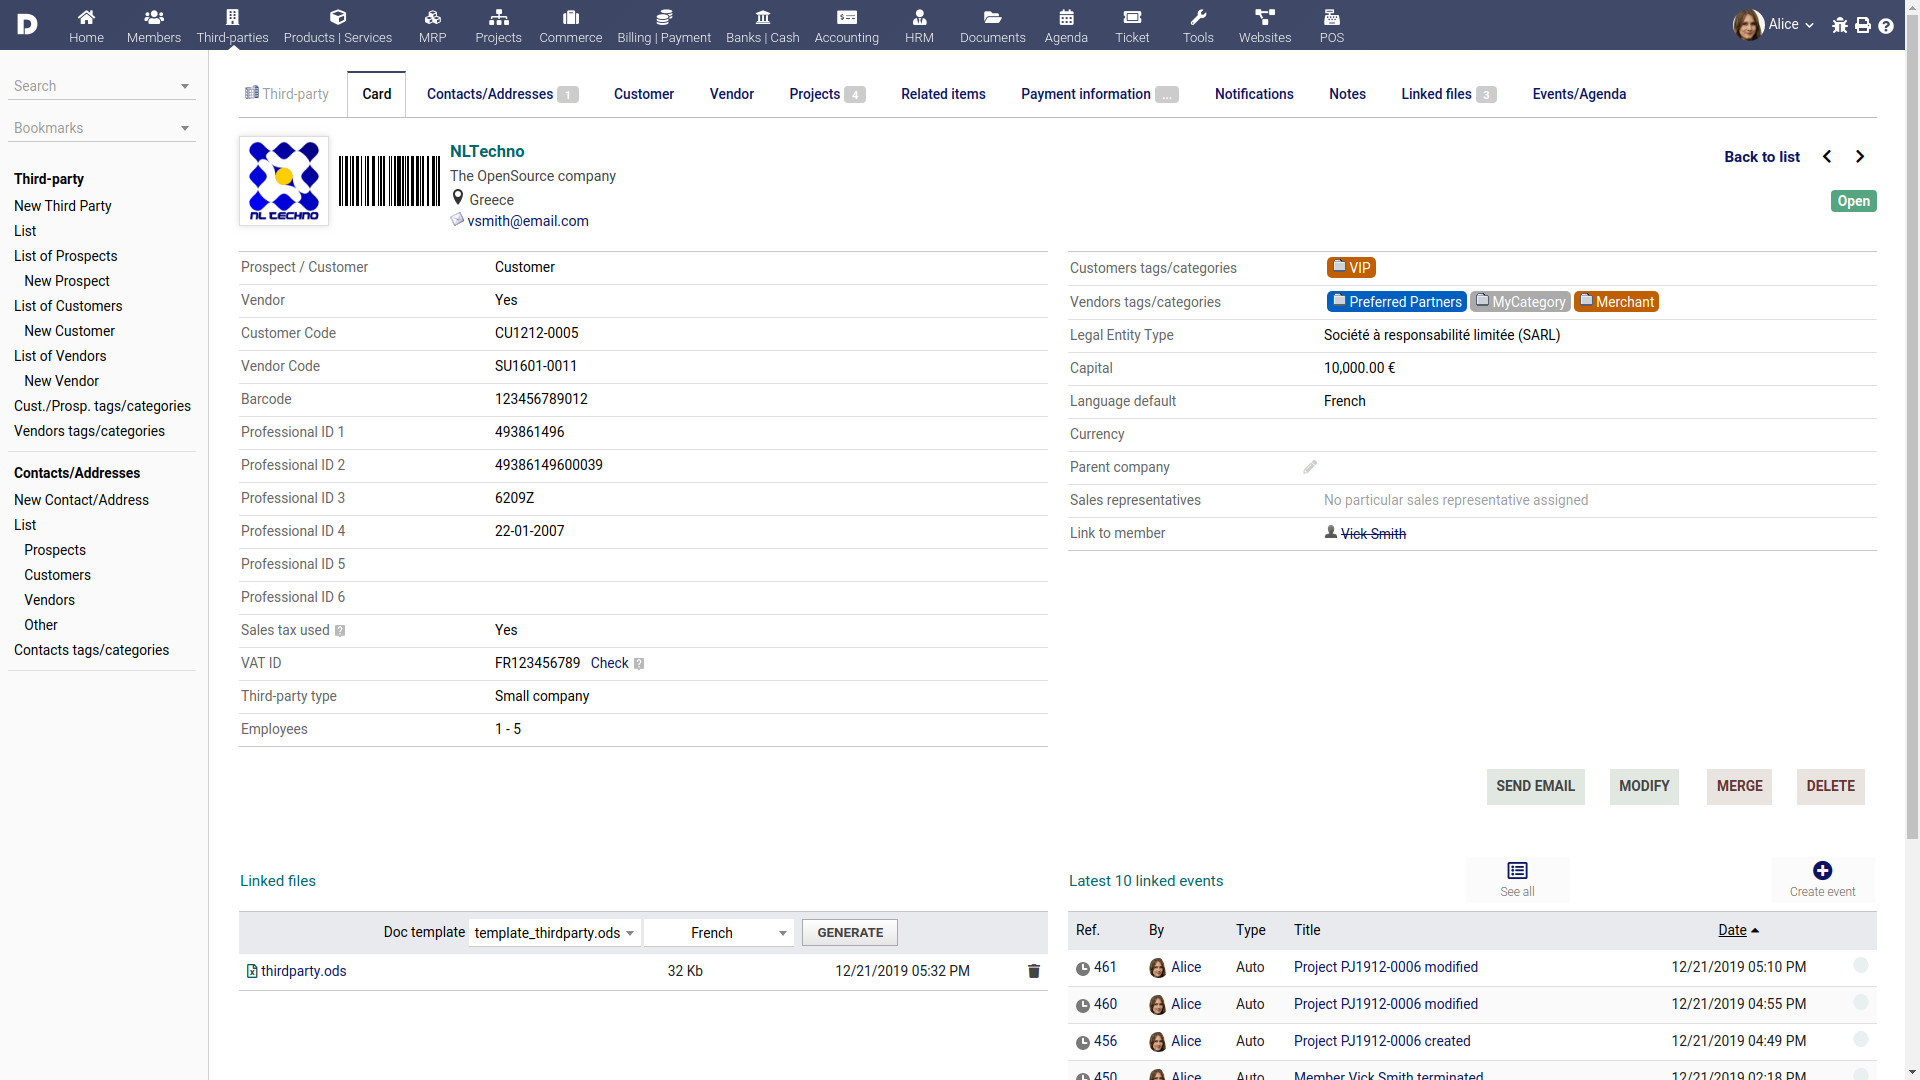 Home Members Third-parties Products | Services MRP Projects Commerce Billing | Payment Banks | Cash Accounting HRM Documents Agenda Ticket Tools Websites POS Alice
Search
Bookmarks
Third-party
New Third Party
List
List of Prospects
New Prospect
List of Customers
New Customer
List of Vendors
New Vendor
Cust./Prosp. tags/categories
Vendors tags/categories
Contacts/Addresses
New Contact/Address
List
Prospects
Customers
Vendors
Other
Contacts tags/categories
Third-party Card Contacts/Addresses 1 Customer Vendor Projects 4 Related items Payment information ... Notifications Notes Linked files 3 Events/Agenda
NL TECHNO
NLTechno
The OpenSource company
Greece
vsmith@email.com
Back to list
Open
Prospect / Customer Customer
Vendor Yes
Customer Code CU1212-0005
Vendor Code SU1601-0011
Barcode 123456789012
Professional ID 1 493861496
Professional ID 2 49386149600039
Professional ID 3 6209Z
Professional ID 4 22-01-2007
Professional ID 5
Professional ID 6
Sales tax used ? Yes
VAT ID FR123456789 Check ?
Third-party type Small company
Employees 1 - 5
Customers tags/categories VIP
Vendors tags/categories Preferred Partners MyCategory Merchant
Legal Entity Type Société à responsabilité limitée (SARL)
Capital 10,000.00 €
Language default French
Currency
Parent company
Sales representatives No particular sales representative assigned
Link to member Vick Smith
SEND EMAIL MODIFY MERGE DELETE
Linked files
Doc template template_thirdparty.ods French GENERATE
thirdparty.ods 32 Kb 12/21/2019 05:32 PM
Latest 10 linked events See all Create event
Ref. By Type Title Date
461 Alice Auto Project PJ1912-0006 modified 12/21/2019 05:10 PM
460 Alice Auto Project PJ1912-0006 modified 12/21/2019 04:55 PM
456 Alice Auto Project PJ1912-0006 created 12/21/2019 04:49 PM
450 Alice Auto Member Vick Smith terminated 12/21/2019 02:18 PM